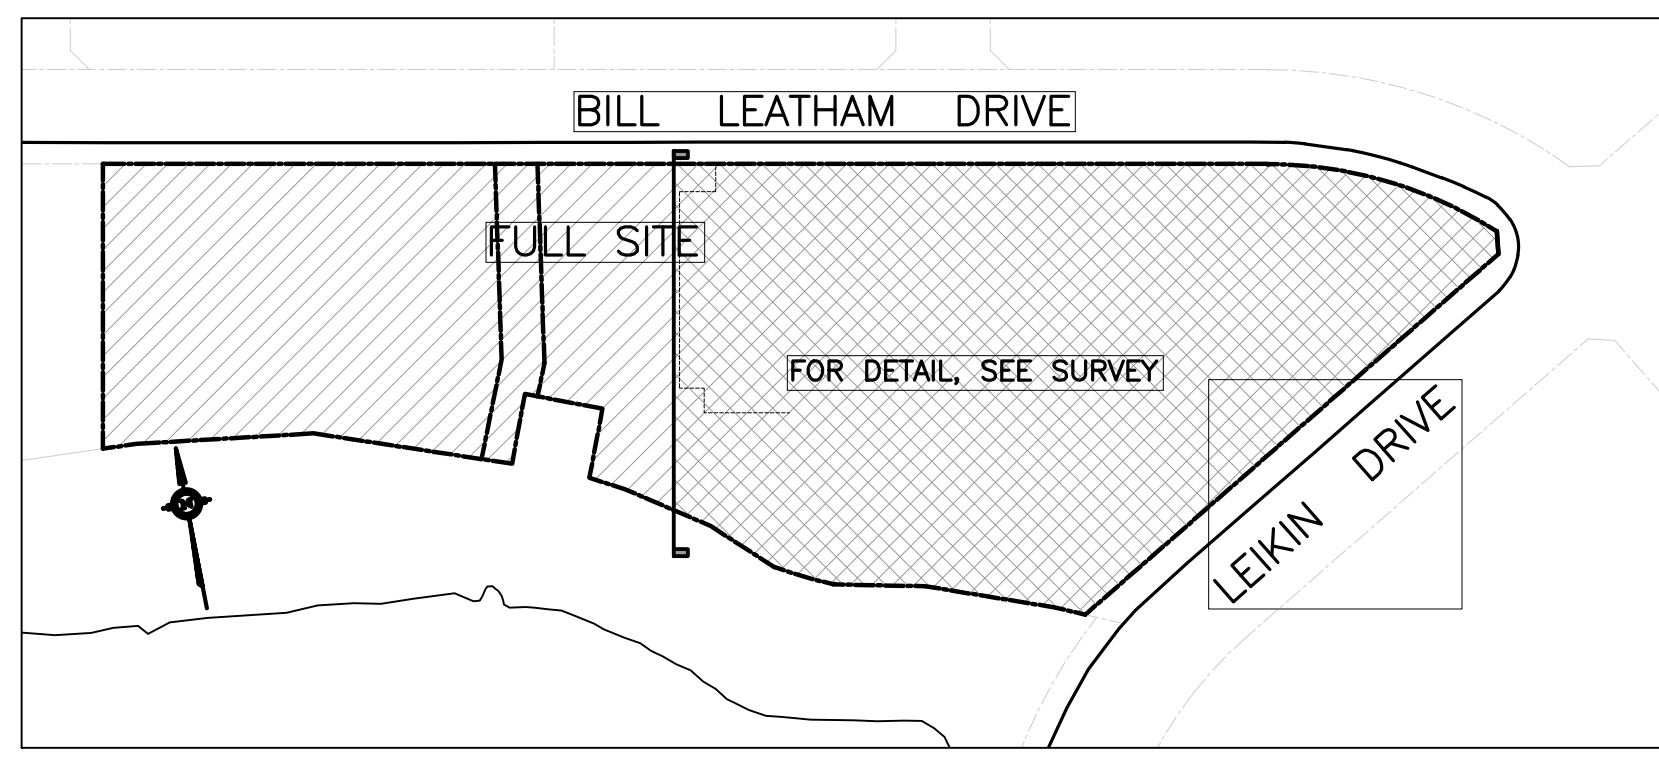 BILL LEATHAM DRIVE
FULL SITE
FOR DETAIL, SEE SURVEY
LEIKIN DRIVE